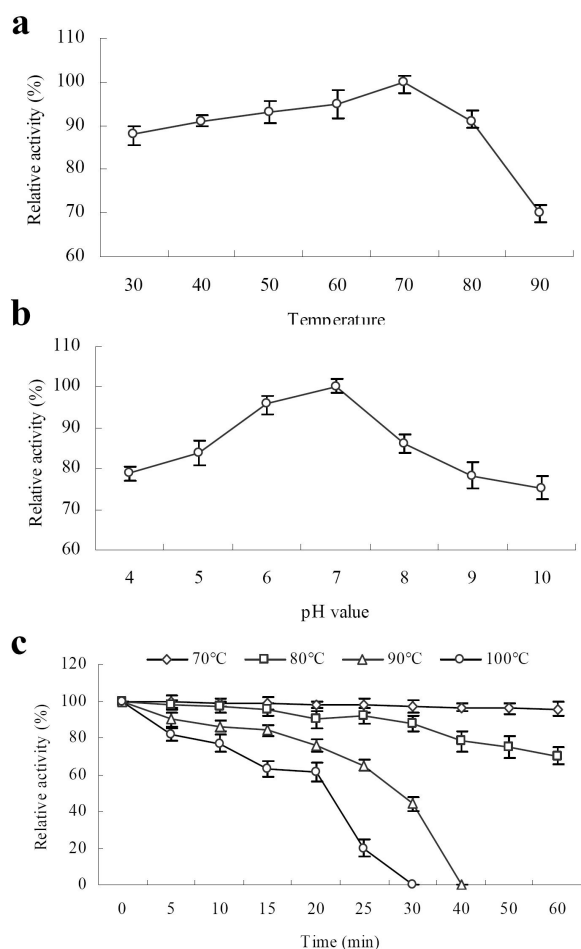 a
110
100
90
80
70
60
Relative activity (%)
30 40 50 60 70 80 90
Temperature
b
110
100
90
80
70
60
Relative activity (%)
4 5 6 7 8 9 10
pH value
c
70°C 80°C 90°C 100°C
120
100
80
60
40
20
0
Relative activity (%)
0 5 10 15 20 25 30 40 50 60
Time (min)